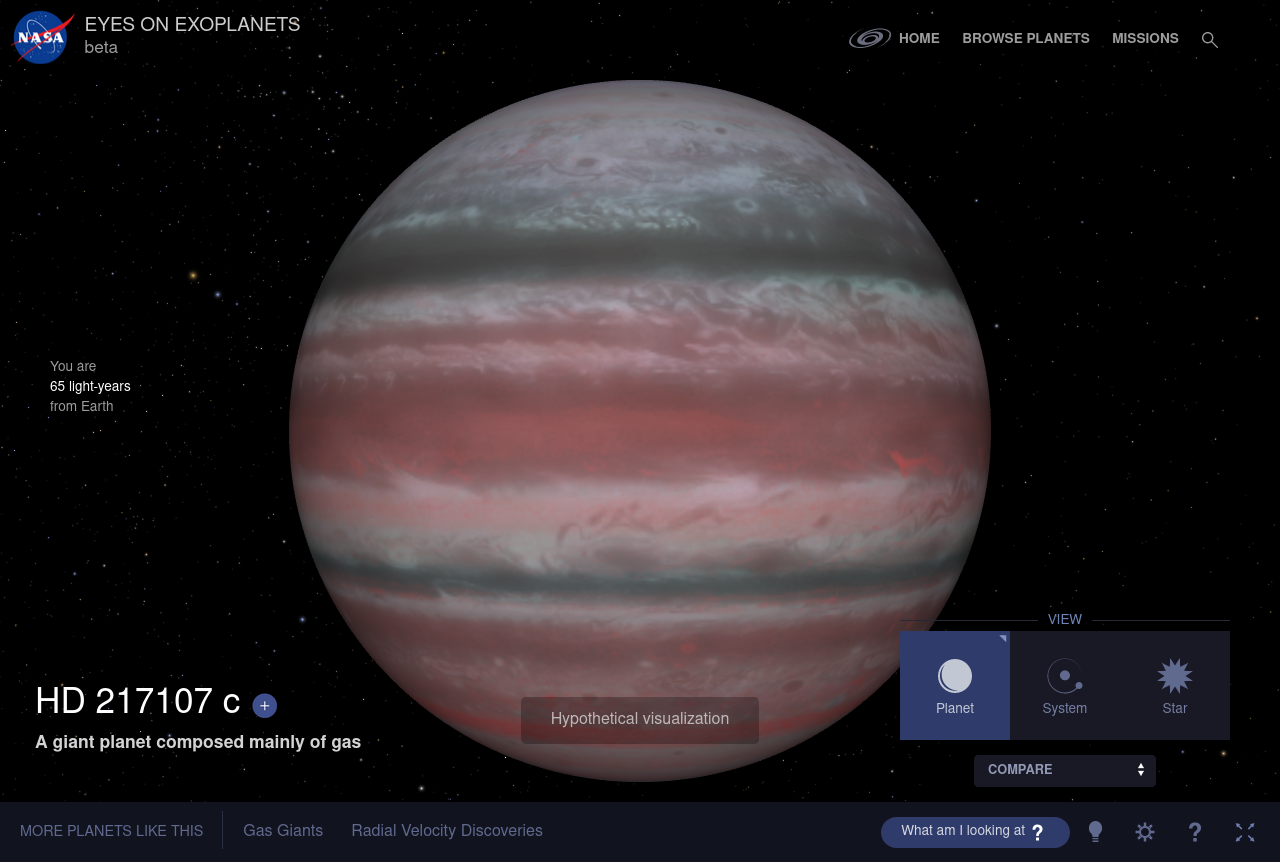 NASA
EYES ON EXOPLANETS
beta
HOME
BROWSE PLANETS
MISSIONS
You are
65 light-years
from Earth
VIEW
Planet
System
Star
HD 217107 c +
A giant planet composed mainly of gas
Hypothetical visualization
COMPARE
MORE PLANETS LIKE THIS
Gas Giants
Radial Velocity Discoveries
What am I looking at ?
?